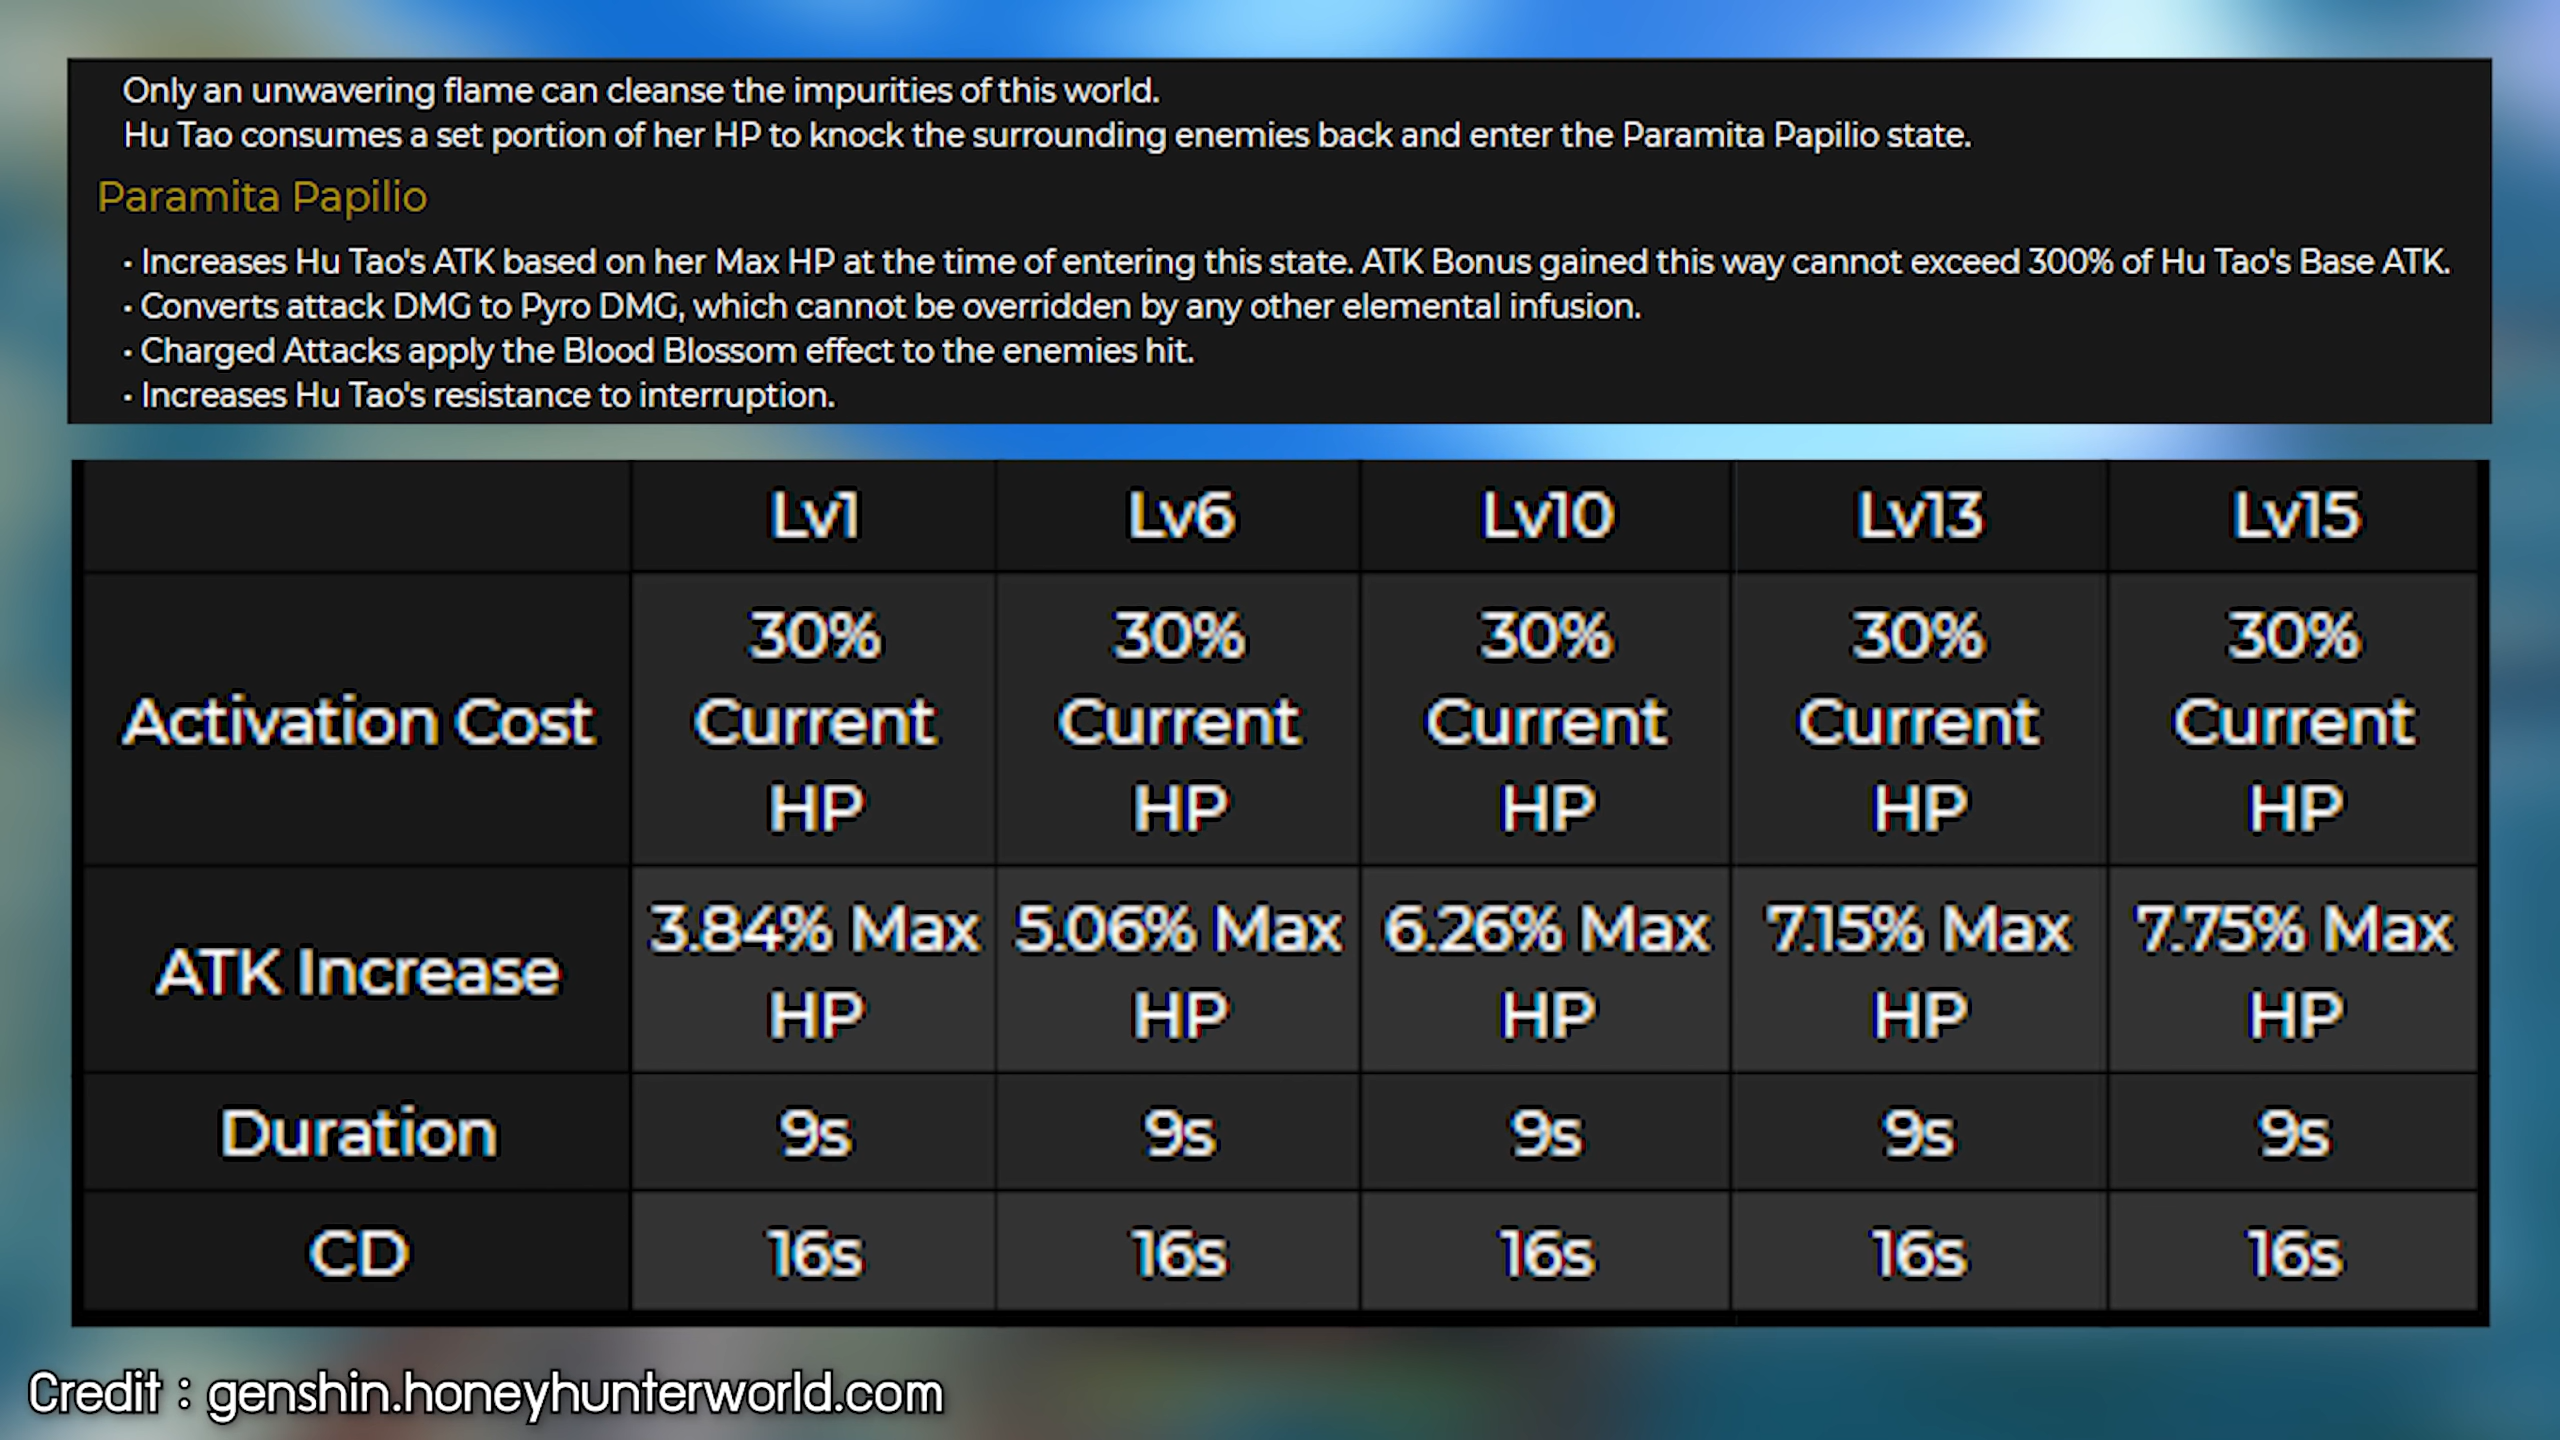 Only an unwavering flame can cleanse the impurities of this world.
Hu Tao consumes a set portion of her HP to knock the surrounding enemies back and enter the Paramita Papilio state.
Paramita Papilio
• Increases Hu Tao's ATK based on her Max HP at the time of entering this state. ATK Bonus gained this way cannot exceed 300% of Hu Tao's Base ATK.
• Converts attack DMG to Pyro DMG, which cannot be overridden by any other elemental infusion.
• Charged Attacks apply the Blood Blossom effect to the enemies hit.
• Increases Hu Tao's resistance to interruption.
Lv1 Lv6 Lv10 Lv13 Lv15
30% 30% 30% 30% 30%
Activation Cost Current Current Current Current Current
HP HP HP HP HP
3.84% Max 5.06% Max 6.26% Max 7.15% Max 7.75% Max
ATK Increase
HP HP HP HP HP
Duration 9s 9s 9s 9s 9s
CD 16s 16s 16s 16s 16s
Credit : genshin.honeyhunterworld.com